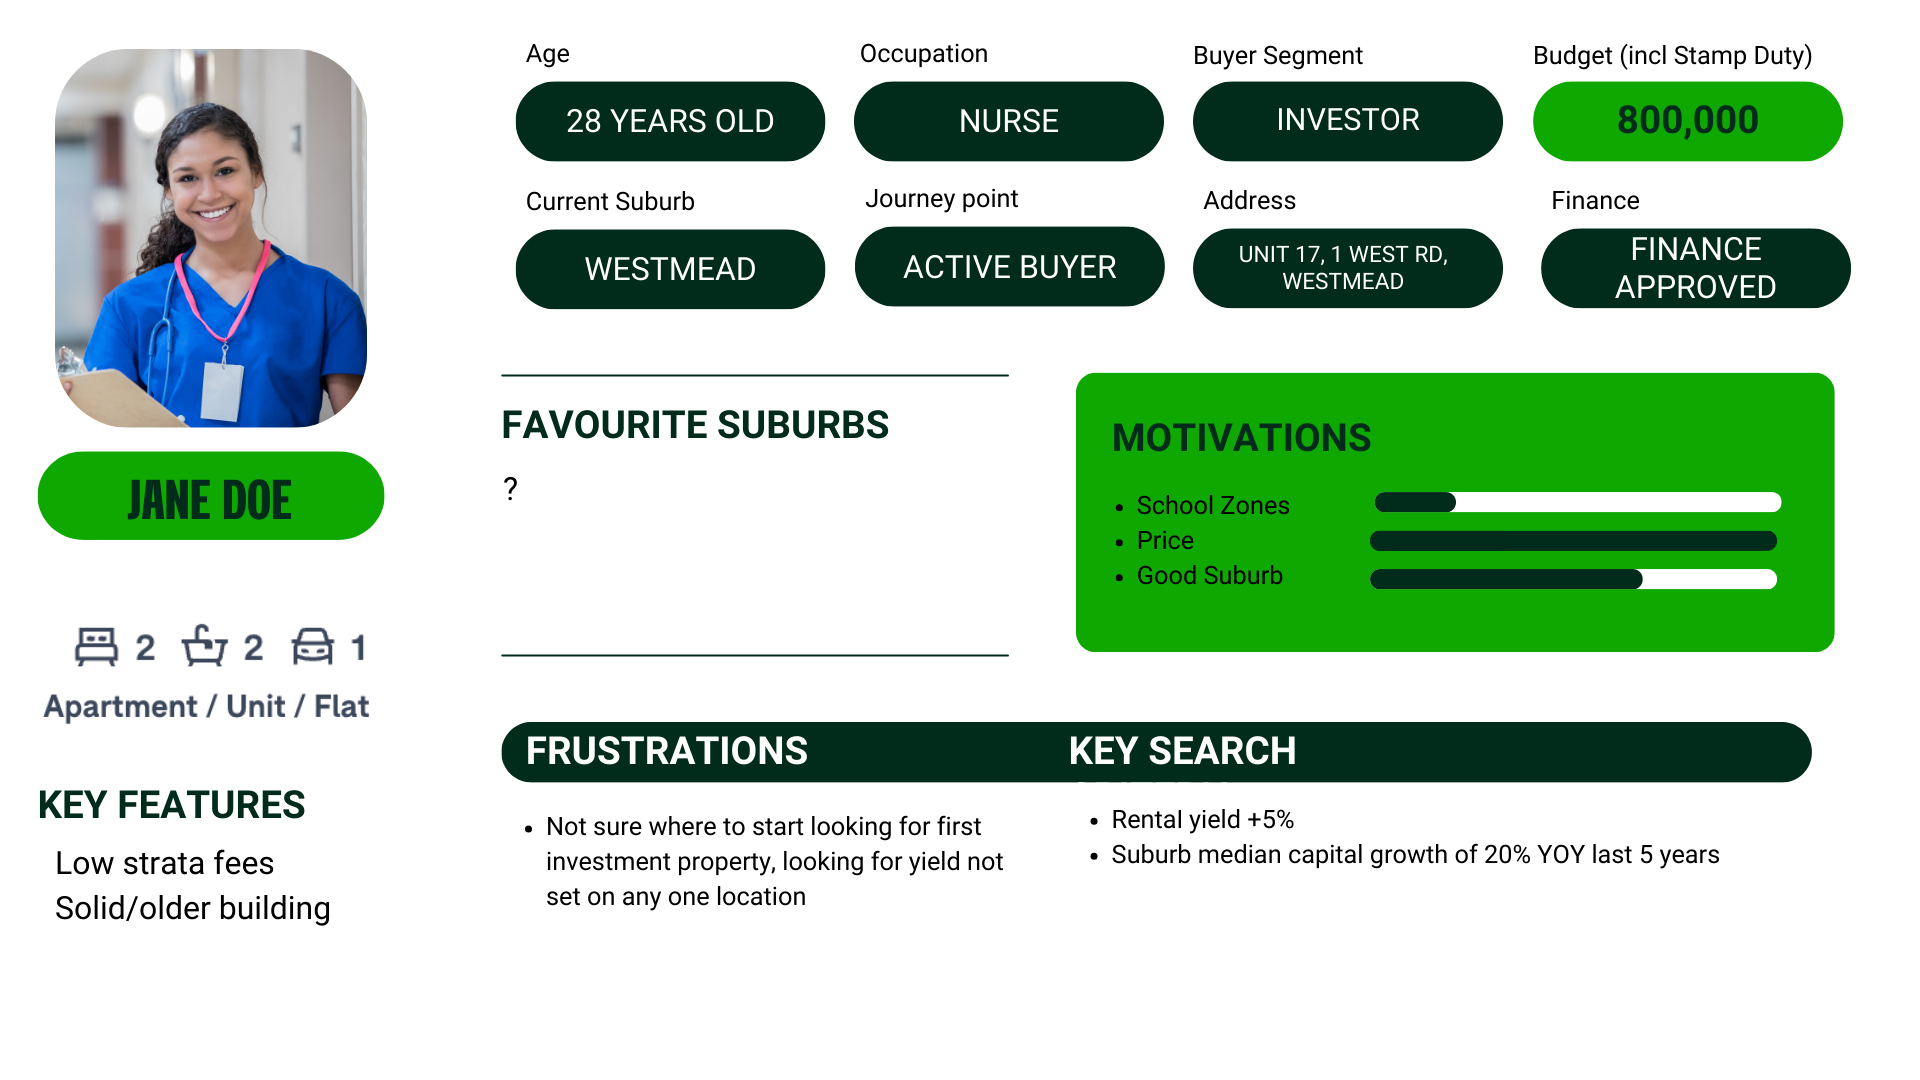 Age
28 YEARS OLD
Occupation
NURSE
Buyer Segment
INVESTOR
Budget (incl Stamp Duty)
800,000
Current Suburb
WESTMEAD
Journey point
ACTIVE BUYER
Address
UNIT 17, 1 WEST RD,
WESTMEAD
Finance
FINANCE
APPROVED
JANE DOE
2 2 1
Apartment / Unit / Flat
KEY FEATURES
Low strata fees
Solid/older building
FAVOURITE SUBURBS
?
MOTIVATIONS
School Zones
Price
Good Suburb
FRUSTRATIONS
Not sure where to start looking for first
investment property, looking for yield not
set on any one location
KEY SEARCH
Rental yield +5%
Suburb median capital growth of 20% YOY last 5 years